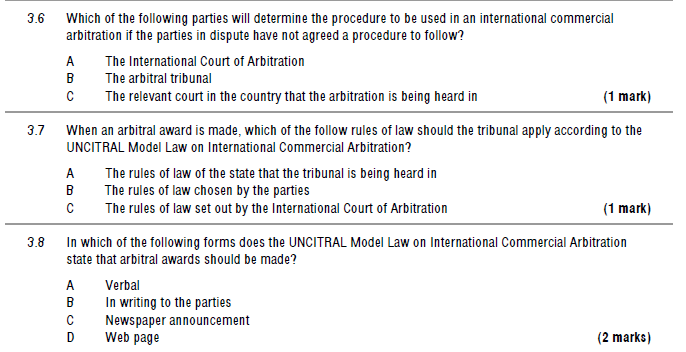 3.6 Which of the following parties will determine the procedure to be used in an international commercial
arbitration if the parties in dispute have not agreed a procedure to follow?
A The International Court of Arbitration
B The arbitral tribunal
C The relevant court in the country that the arbitration is being heard in (1 mark)
3.7 When an arbitral award is made, which of the follow rules of law should the tribunal apply according to the
UNCITRAL Model Law on International Commercial Arbitration?
A The rules of law of the state that the tribunal is being heard in
B The rules of law chosen by the parties
C The rules of law set out by the International Court of Arbitration (1 mark)
3.8 In which of the following forms does the UNCITRAL Model Law on International Commercial Arbitration
state that arbitral awards should be made?
A Verbal
B In writing to the parties
C Newspaper announcement
D Web page (2 marks)